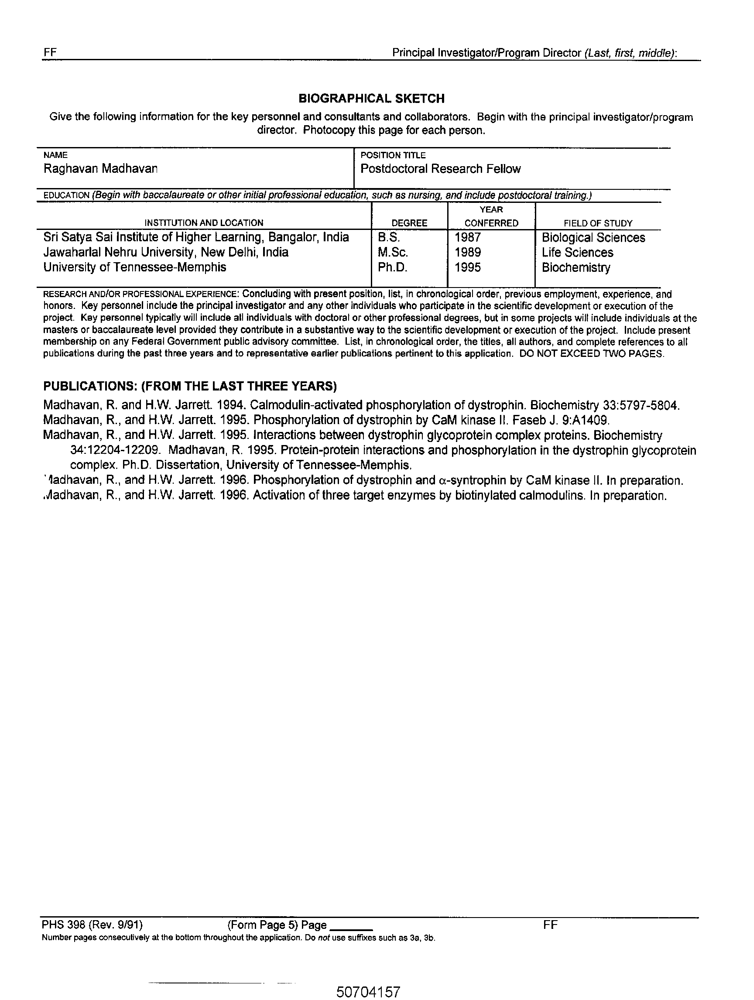 FF Principal Investigator/Program Director (Last, first, middle):
BIOGRAPHICAL SKETCH
Give the following information for the key personnel and consultants and collaborators. Begin with the principal investigator/program
director. Photocopy this page for each person.
NAME POSITION TITLE
Raghavan Madhavan Postdoctoral Research Fellow
EDUCATION (Begin with baccalaureate or other initial professional education, such as nursing, and include postdoctoral training.)
YEAR
INSTITUTION AND LOCATION DEGREE CONFERRED FIELD OF STUDY
Sri Satya Sai Institute of Higher Learning, Bangalor, India B.S. 1987 Biological Sciences
Jawaharlal Nehru University, New Delhi, India M.Sc. 1989 Life Sciences
University of Tennessee-Memphis Ph.D. 1995 Biochemistry
RESEARCH AND/OR PROFESSIONAL EXPERIENCE: Concluding with present position, list, in chronological order, previous employment, experience, and
honors. Key personnel include the principal investigator and any other individuals who participate in the scientific development or execution of the
project. Key personnel typically will include all individuals with doctoral or other professional degrees, but in some projects will include individuals at the
masters or baccalaureate level provided they contribute in a substantive way to the scientific development or execution of the project. Include present
membership on any Federal Government public advisory committee. List, in chronological order, the titles, all authors, and complete references to all
publications during the past three years and to representative earlier publications pertinent to this application. DO NOT EXCEED TWO PAGES.
PUBLICATIONS: (FROM THE LAST THREE YEARS)
Madhavan, R. and H.W. Jarrett. 1994. Calmodulin-activated phosphorylation of dystrophin. Biochemistry 33:5797-5804.
Madhavan, R., and H.W. Jarrett. 1995. Phosphorylation of dystrophin by CaM kinase II. Faseb J. 9:A1409.
Madhavan, R., and H.W. Jarrett. 1995. Interactions between dystrophin glycoprotein complex proteins. Biochemistry
34:12204-12209. Madhavan, R. 1995. Protein-protein interactions and phosphorylation in the dystrophin glycoprotein
complex. Ph.D. Dissertation, University of Tennessee-Memphis.
Madhavan, R., and H.W. Jarrett. 1996. Phosphorylation of dystrophin and α-syntrophin by CaM kinase II. In preparation.
Madhavan, R., and H.W. Jarrett. 1996. Activation of three target enzymes by biotinylated calmodulins. In preparation.
PHS 398 (Rev. 9/91) (Form Page 5) Page ______ FF
Number pages consecutively at the bottom throughout the application. Do not use suffixes such as 3a, 3b.
50704157